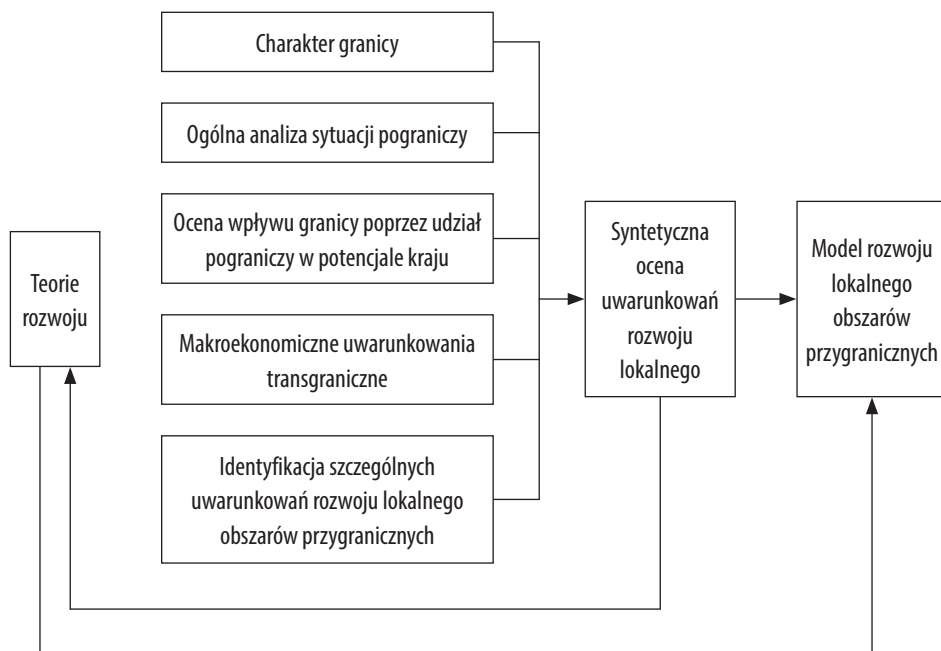 Charakter granicy
Ogólna analiza sytuacji pograniczy
Ocena wpływu granicy poprzez udział
pograniczy w potencjale kraju
Makroekonomiczne uwarunkowania
transgraniczne
Identyfikacja szczególnych
uwarunkowań rozwoju lokalnego
obszarów przygranicznych
Teorie
rozwoju
Syntetyczna
ocena
uwarunkowań
rozwoju
lokalnego
Model rozwoju
lokalnego
obszarów
przygranicznych